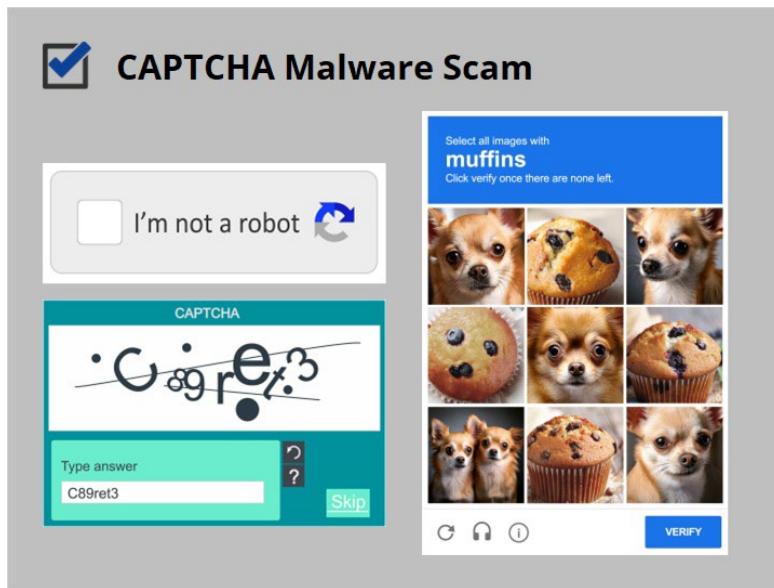 CAPTCHA Malware Scam
I'm not a robot
CAPTCHA
C89ret3
Type answer
C89ret3
?
Skip
Select all images with
muffins
Click verify once there are none left.
i
VERIFY